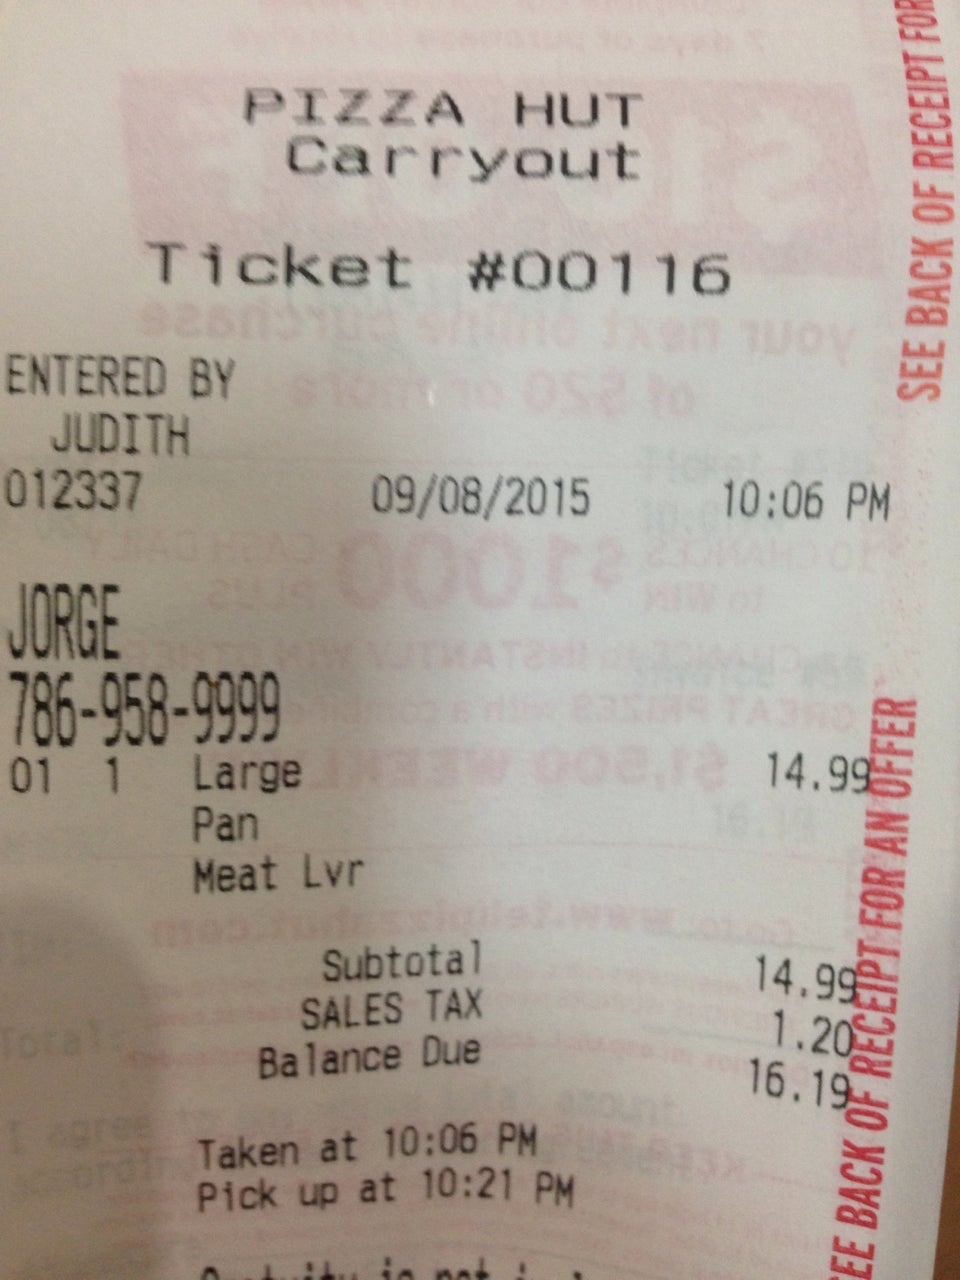 PIZZA HUT
Carryout
Ticket #00116
ENTERED BY
JUDITH
012337 09/08/2015 10:06 PM
JORGE
786-958-9999
01 1 Large 14.99
Pan
Meat Lvr
Subtotal 14.99
SALES TAX 1.20
Balance Due 16.19
Taken at 10:06 PM
Pick up at 10:21 PM
SEE BACK OF RECEIPT FOR
SEE BACK OF RECEIPT FOR AN OFFER